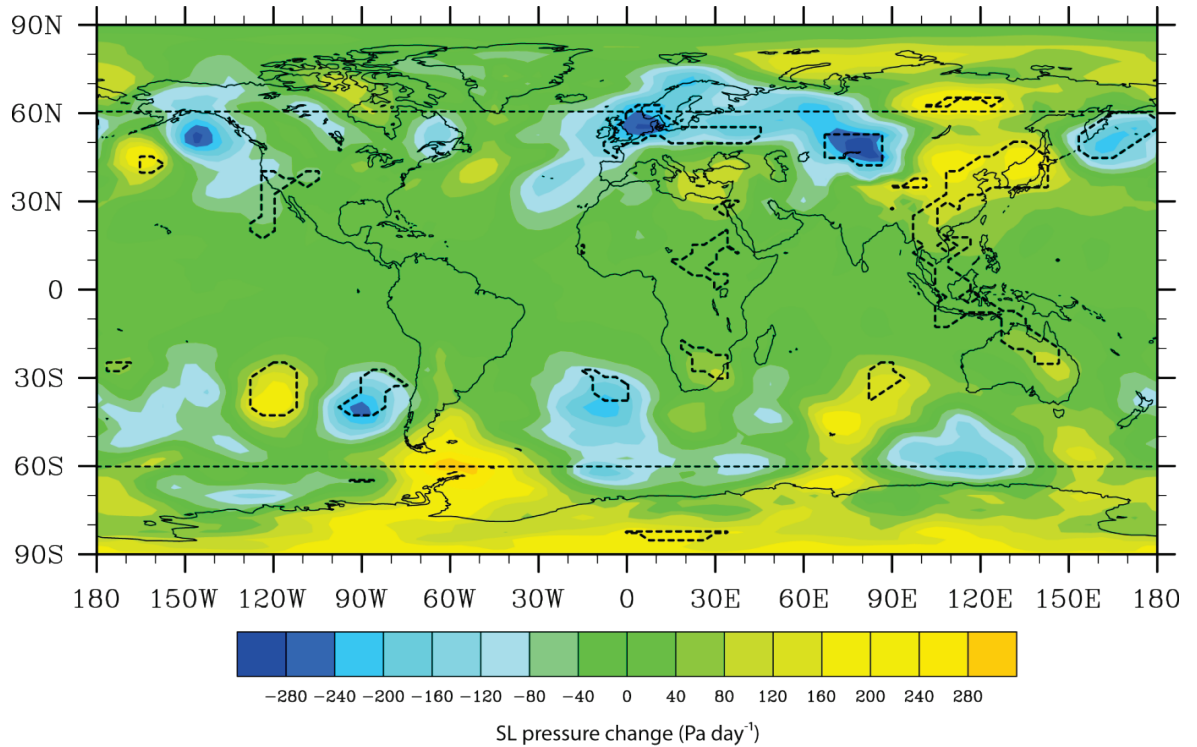 90N
60N
30N
0
30S
60S
90S
180 150W 120W 90W 60W 30W 0 30E 60E 90E 120E 150E 180
−280 −240 −200 −160 −120 −80 −40 0 40 80 120 160 200 240 280
SL pressure change (Pa day⁻¹)